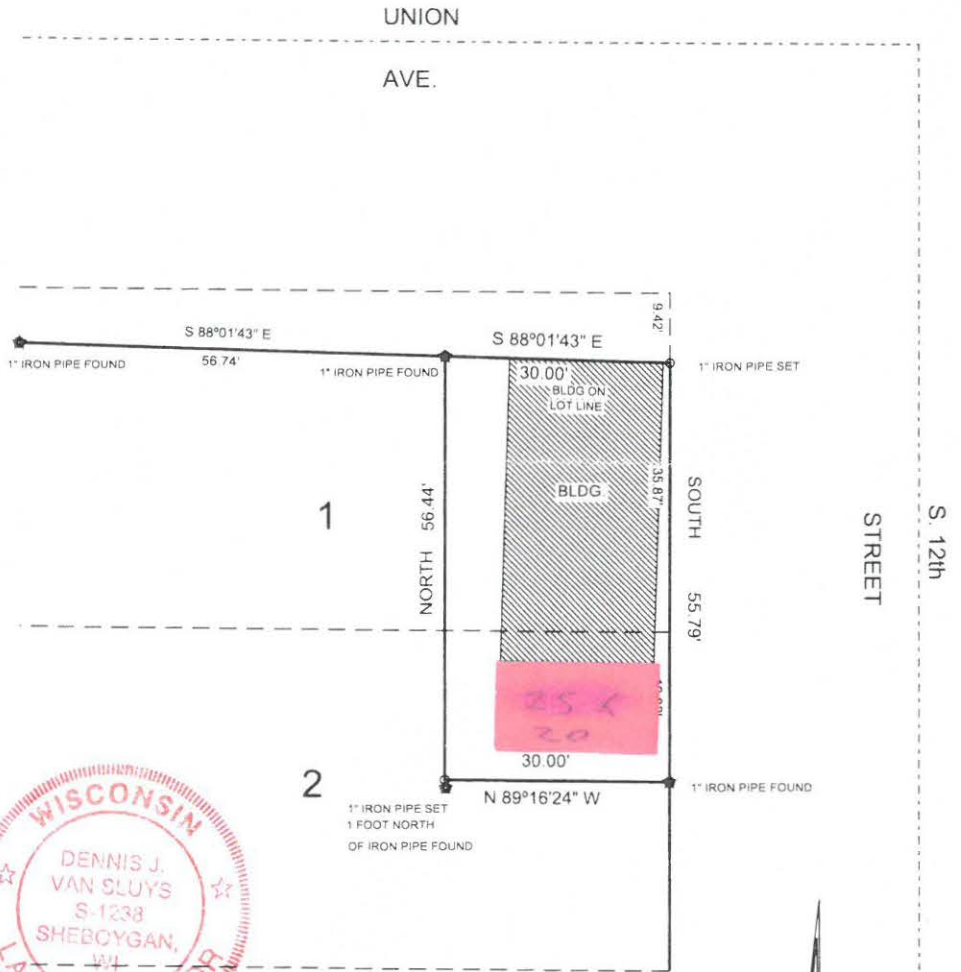 UNION
AVE.
9.42'
S 88°01'43" E
56.74'
S 88°01'43" E
30.00'
1" IRON PIPE FOUND
1" IRON PIPE FOUND
1" IRON PIPE SET
BLDG ON
LOT LINE
BLDG.
35.87'
1
NORTH 56.44'
SOUTH 55.79'
STREET
S. 12th
25 x
20
30.00'
N 89°16'24" W
2
1" IRON PIPE SET
1 FOOT NORTH
OF IRON PIPE FOUND
1" IRON PIPE FOUND
WISCONSIN
DENNIS J.
VAN SLUYS
S-1238
SHEBOYGAN,
WI